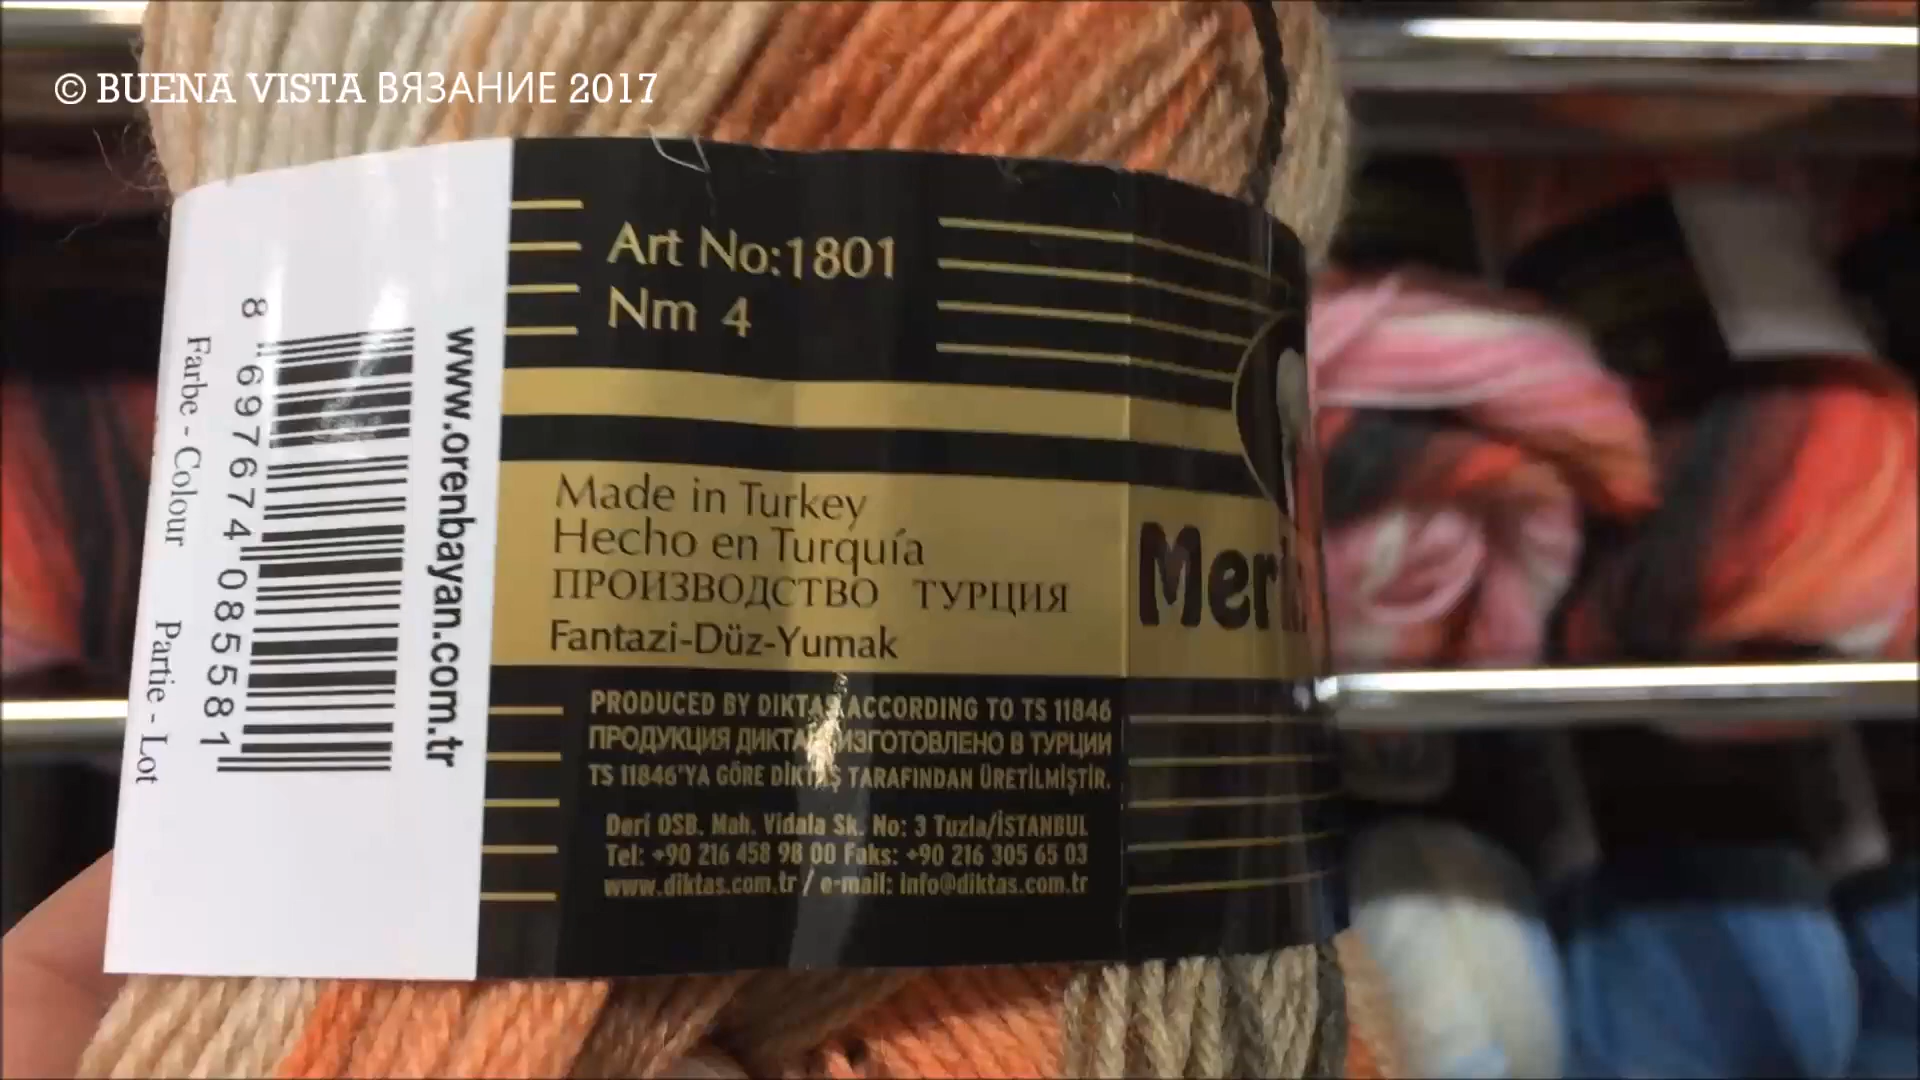 © BUENA VISTA ВЯЗАНИЕ 2017
Art No:1801
Nm 4
Made in Turkey
Hecho en Turquía
ПРОИЗВОДСТВО ТУРЦИЯ
Fantazi-Düz-Yumak
PRODUCED BY DIKTAŞ ACCORDING TO TS 11846
ПРОДУКЦИЯ ДИКТАШ ИЗГОТОВЛЕНО В ТУРЦИИ
TS 11846'YA GÖRE DİKTAŞ TARAFINDAN ÜRETİLMİŞTİR.
Deri OSB. Mah. Vidala Sk. No: 3 Tuzla/İSTANBUL
Tel: +90 216 458 98 00 Faks: +90 216 305 65 03
www.diktas.com.tr / e-mail: info@diktas.com.tr
www.orenbayan.com.tr
8 697674 085581
Farbe - Colour Partie - Lot